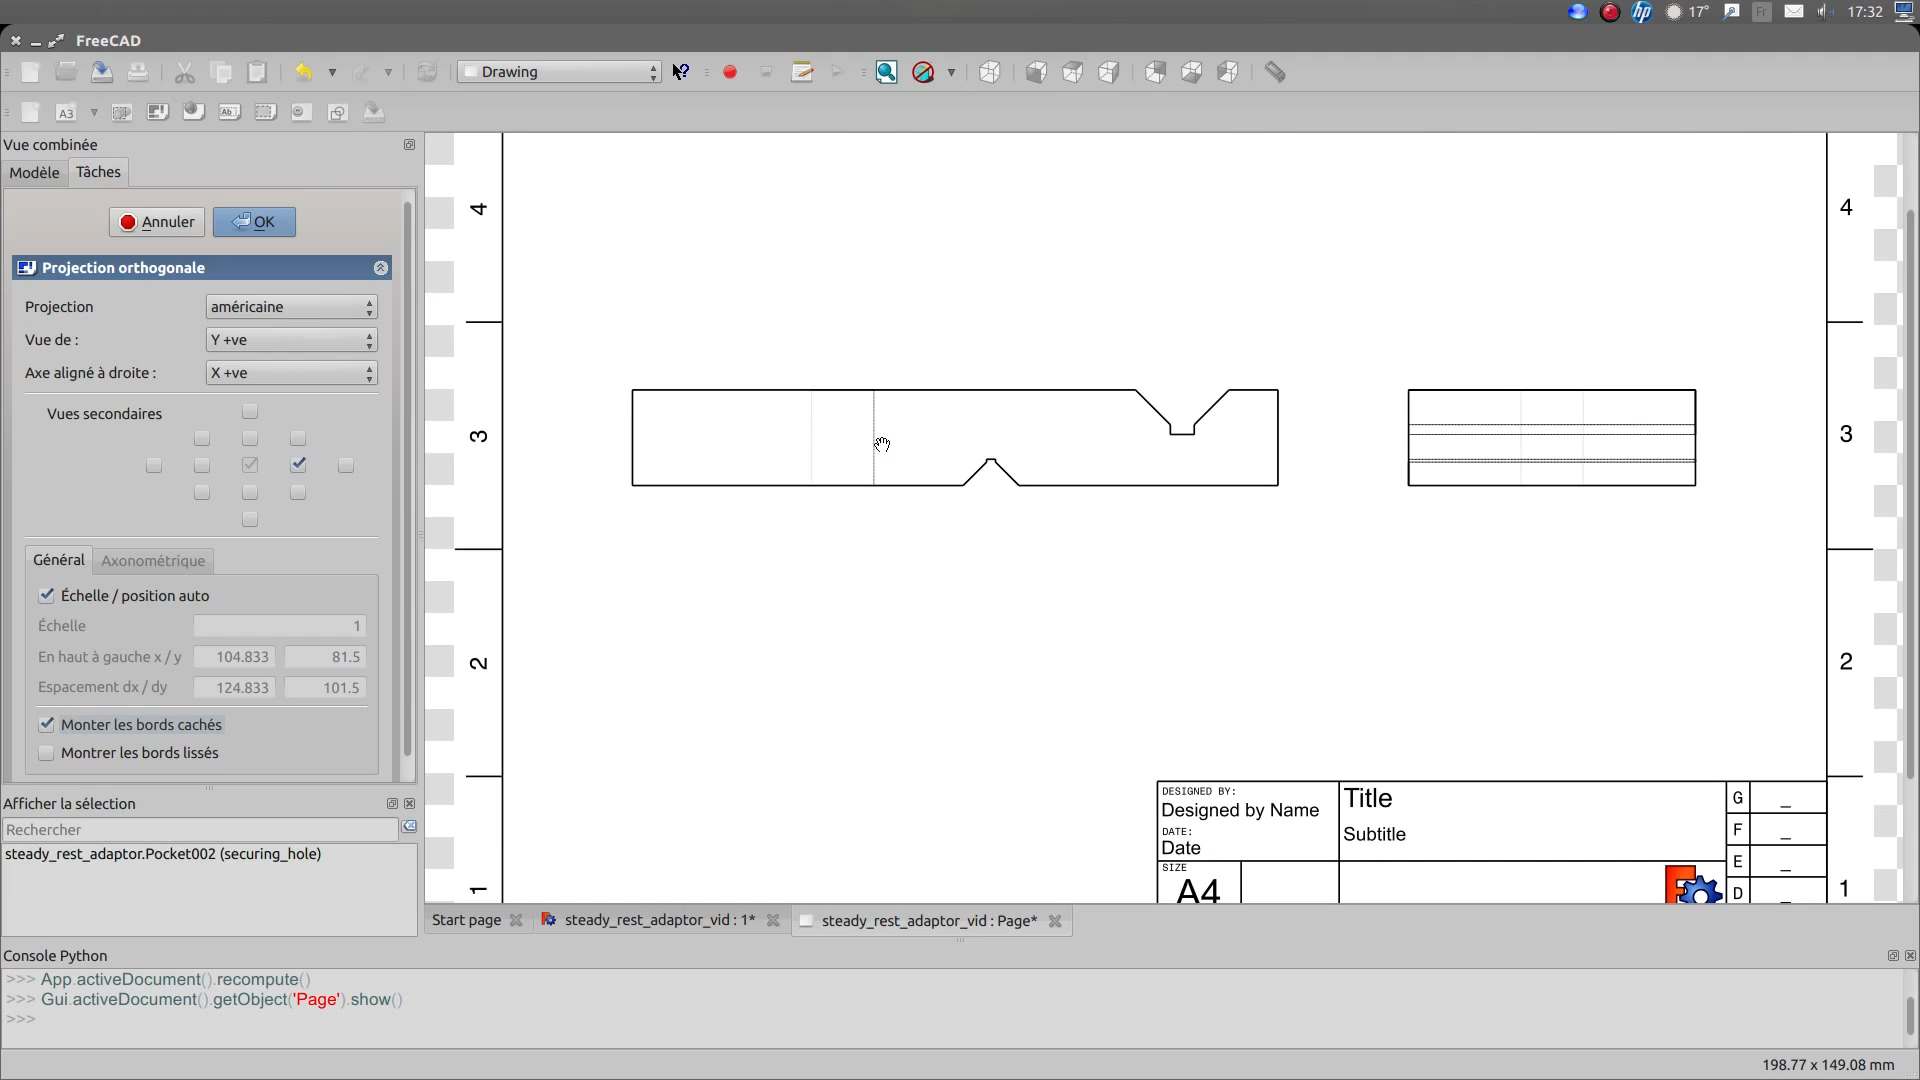 17° Fr 17:32
FreeCAD
Drawing
A3 Ab
Vue combinée
Modèle Tâches
Annuler OK
Projection orthogonale
Projection américaine
Vue de : Y +ve
Axe aligné à droite : X +ve
Vues secondaires
Général Axonométrique
Échelle / position auto
Échelle 1
En haut à gauche x / y 104.833 81.5
Espacement dx / dy 124.833 101.5
Monter les bords cachés
Montrer les bords lissés
Afficher la sélection
Rechercher
steady_rest_adaptor.Pocket002 (securing_hole)
4 4
3 3
2 2
1 1
DESIGNED BY:
Designed by Name
DATE:
Date
SIZE
A4
Title
Subtitle
G _
F _
E _
D _
Start page steady_rest_adaptor_vid : 1* steady_rest_adaptor_vid : Page*
Console Python
>>> App.activeDocument().recompute()
>>> Gui.activeDocument().getObject('Page').show()
>>>
198.77 x 149.08 mm